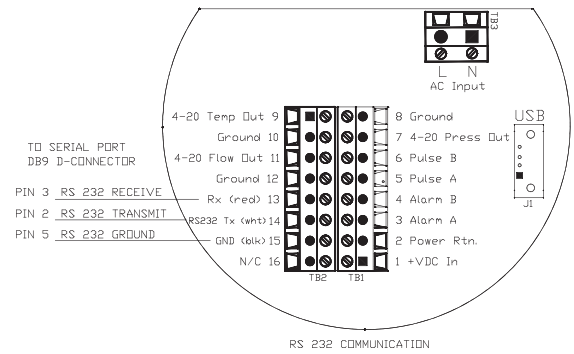 TB3
L N
AC Input
4-20 Temp Out 9
8 Ground
USB
Ground 10
7 4-20 Press Out
TO SERIAL PORT
DB9 D-CONNECTOR
4-20 Flow Out 11
6 Pulse B
Ground 12
5 Pulse A
PIN 3 RS 232 RECEIVE
Rx (red) 13
4 Alarm B
J1
PIN 2 RS 232 TRANSMIT
RS232 Tx (wht) 14
3 Alarm A
PIN 5 RS 232 GROUND
GND (blk) 15
2 Power Rtn.
N/C 16
1 +VDC In
TB2 TB1
RS 232 COMMUNICATION